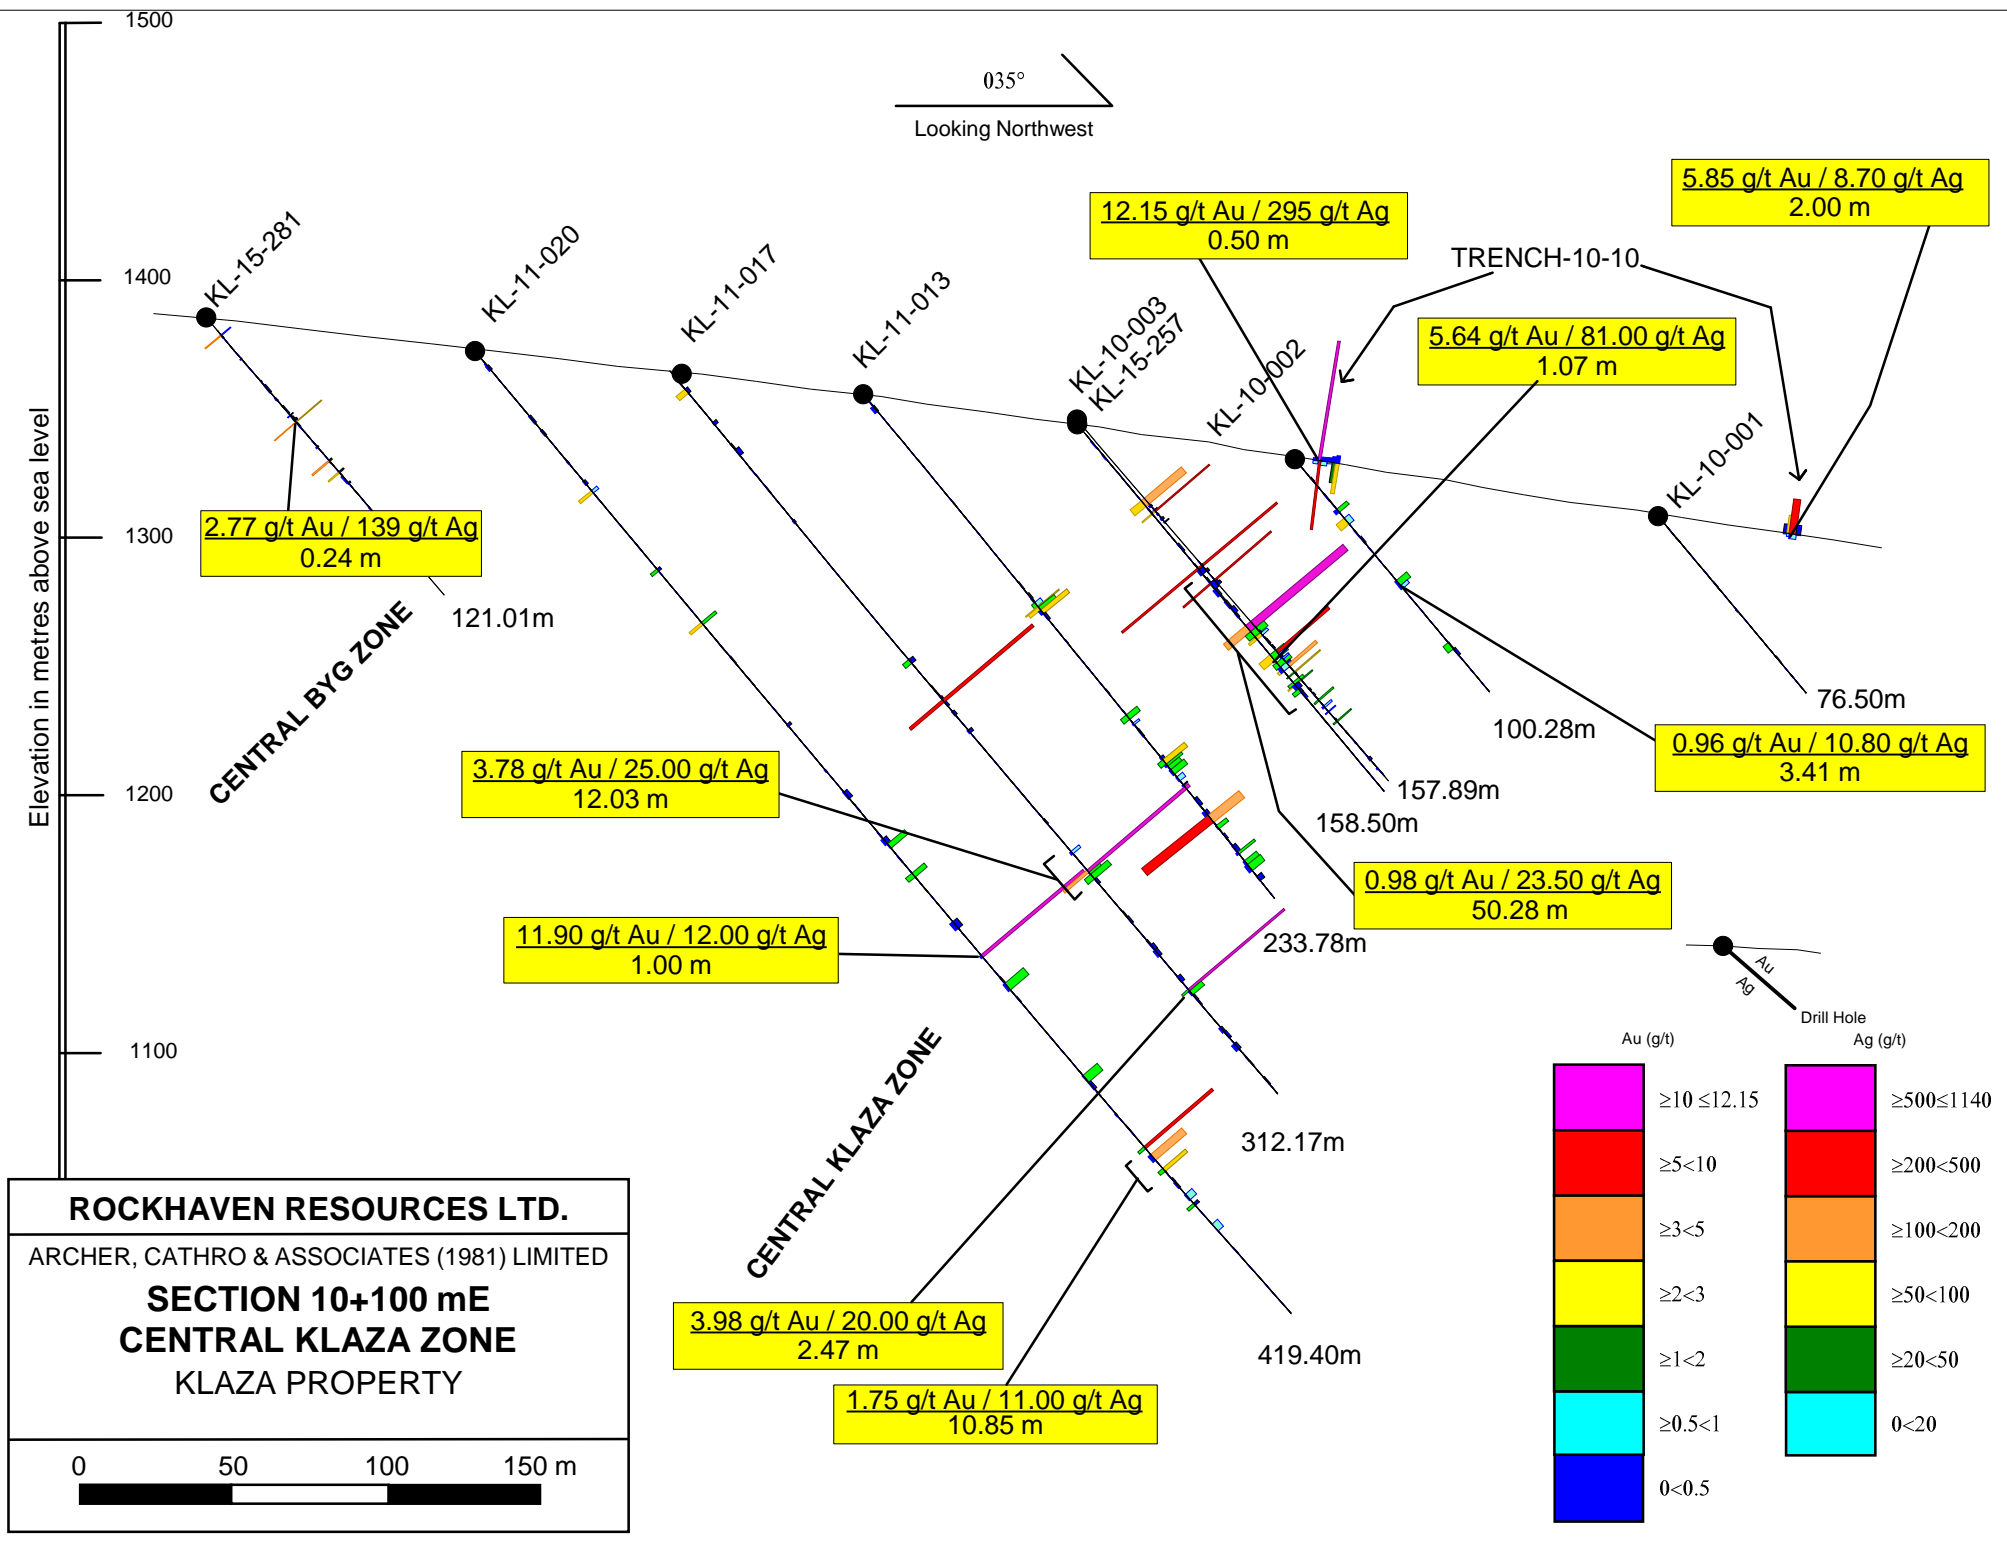 1500
035°
Looking Northwest
5.85 g/t Au / 8.70 g/t Ag
2.00 m
12.15 g/t Au / 295 g/t Ag
0.50 m
TRENCH-10-10
1400
KL-15-281
KL-11-020
KL-11-017
KL-11-013
KL-10-003
KL-15-257
KL-10-002
KL-10-001
5.64 g/t Au / 81.00 g/t Ag
1.07 m
Elevation in metres above sea level
1300
2.77 g/t Au / 139 g/t Ag
0.24 m
121.01m
CENTRAL BYG ZONE
76.50m
100.28m
0.96 g/t Au / 10.80 g/t Ag
3.41 m
3.78 g/t Au / 25.00 g/t Ag
12.03 m
1200
157.89m
158.50m
0.98 g/t Au / 23.50 g/t Ag
50.28 m
11.90 g/t Au / 12.00 g/t Ag
1.00 m
233.78m
Au
Ag
Drill Hole
1100
CENTRAL KLAZA ZONE
312.17m
3.98 g/t Au / 20.00 g/t Ag
2.47 m
419.40m
1.75 g/t Au / 11.00 g/t Ag
10.85 m
Au (g/t)
≥10 ≤12.15
≥5<10
≥3<5
≥2<3
≥1<2
≥0.5<1
0<0.5
Ag (g/t)
≥500≤1140
≥200<500
≥100<200
≥50<100
≥20<50
0<20
ROCKHAVEN RESOURCES LTD.
ARCHER, CATHRO & ASSOCIATES (1981) LIMITED
SECTION 10+100 mE
CENTRAL KLAZA ZONE
KLAZA PROPERTY
0 50 100 150 m